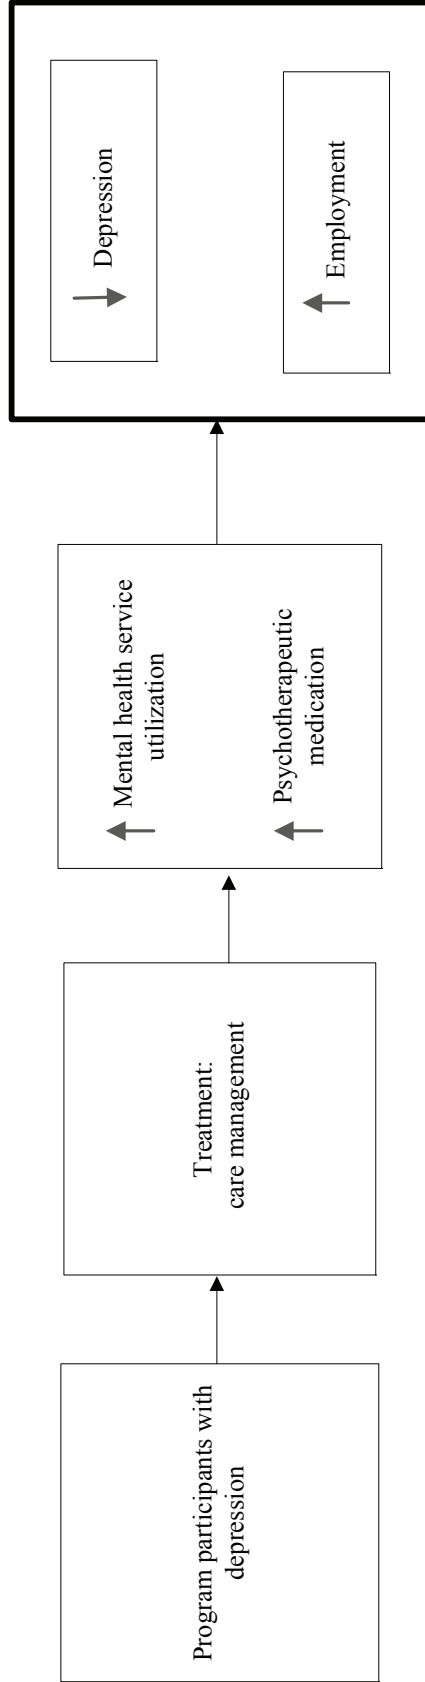 Program participants with
depression
Treatment:
care management
Mental health service
utilization
Psychotherapeutic
medication
Depression
Employment